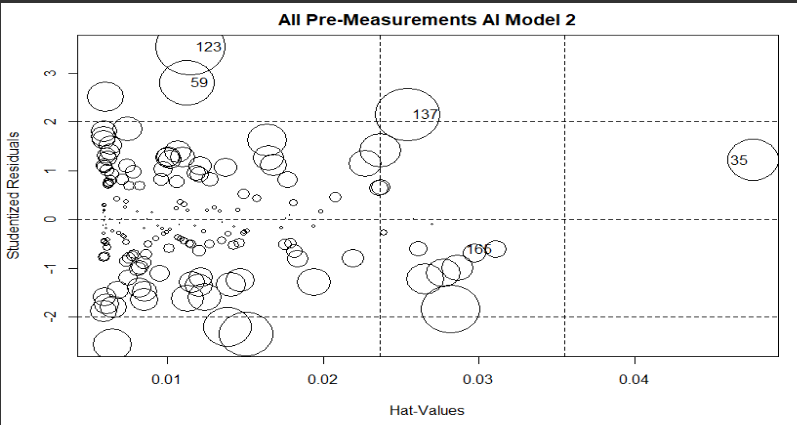 All Pre-Measurements AI Model 2
123
59
137
35
165
3
2
1
0
-1
-2
Studentized Residuals
0.01 0.02 0.03 0.04
Hat-Values